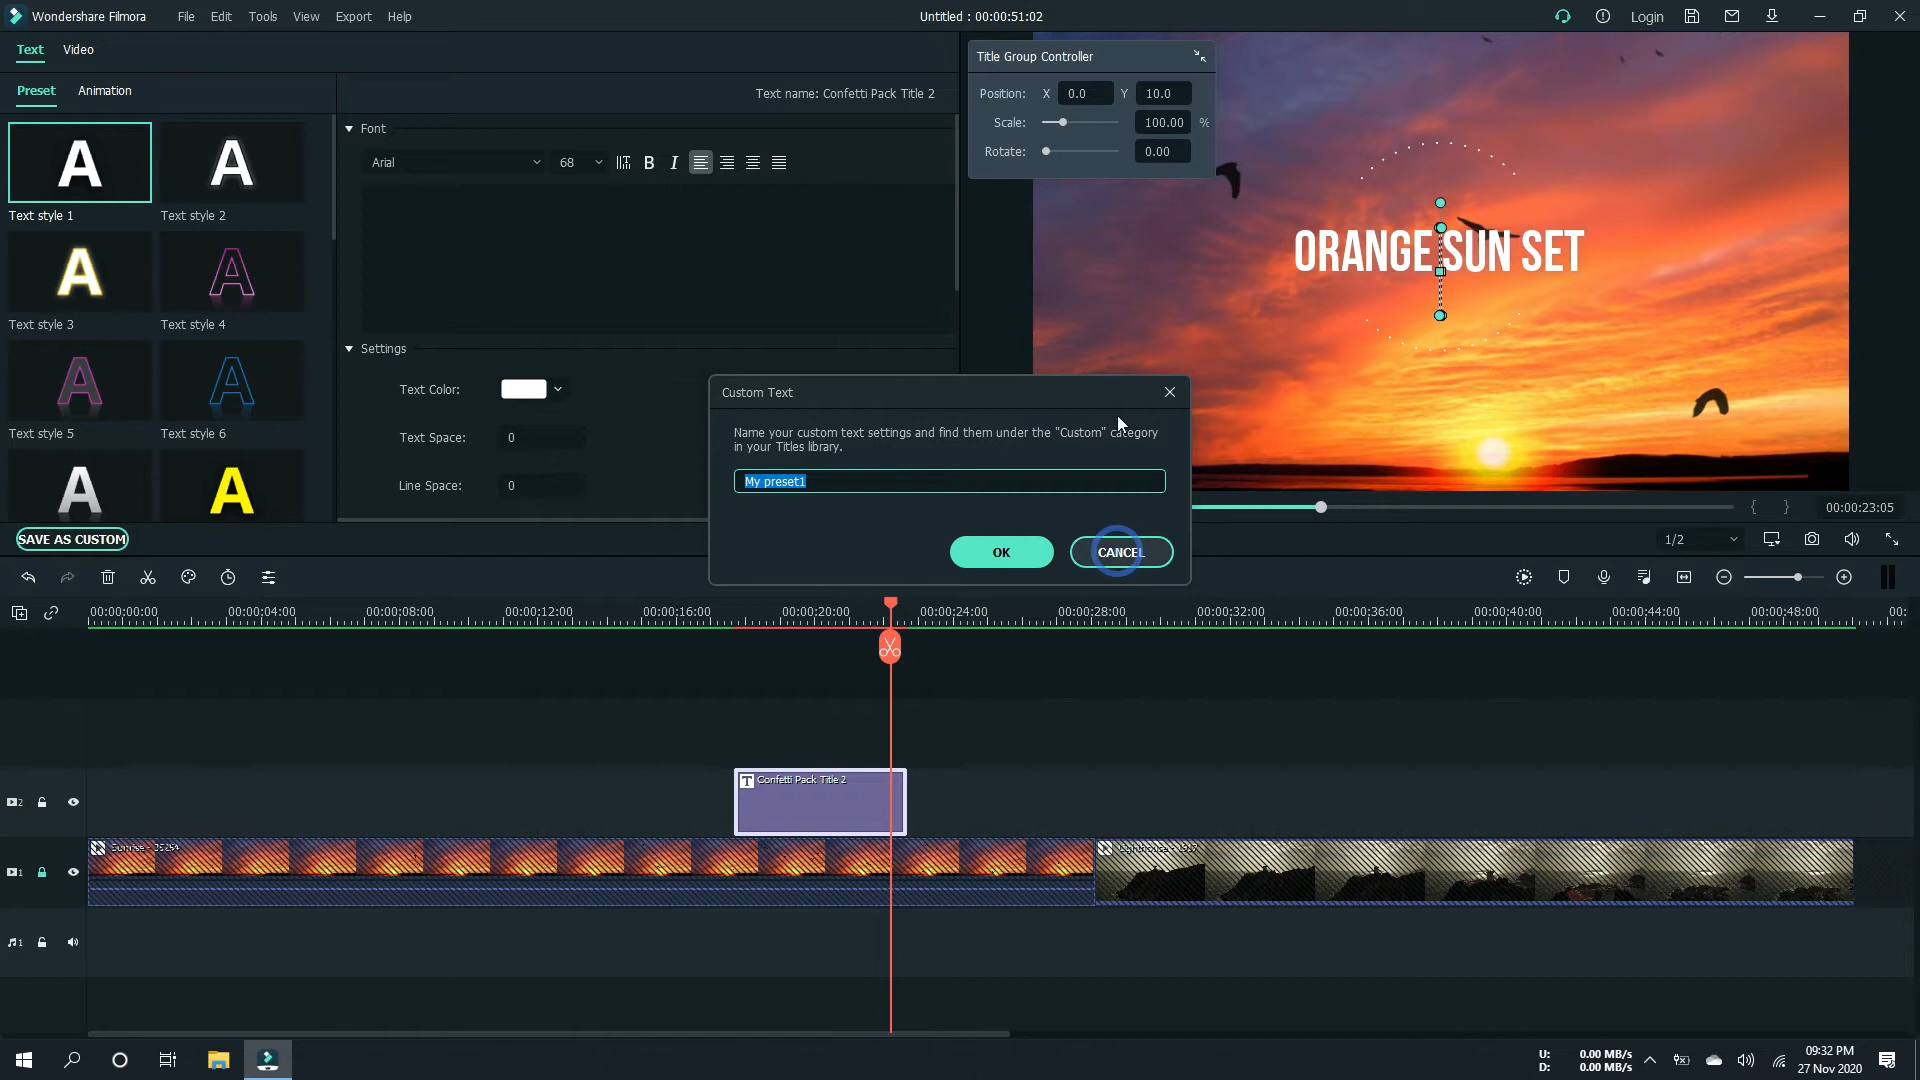 Wondershare Filmora File Edit Tools View Export Help Untitled : 00:00:51:02 Login
Text Video
Preset Animation
Text name: Confetti Pack Title 2
Title Group Controller
Position: X 0.0 Y 10.0
Scale: 100.00 %
Rotate: 0.00
Font
Arial 68 B I
A A
Text style 1 Text style 2
A A
Text style 3 Text style 4
A A
Text style 5 Text style 6
A A
Settings
Text Color:
Text Space: 0
Line Space: 0
ORANGE SUN SET
Custom Text
Name your custom text settings and find them under the "Custom" category
in your Titles library.
My preset1
OK CANCEL
{ } 00:00:23:05
SAVE AS CUSTOM
1/2
00:00:00:00 00:00:04:00 00:00:08:00 00:00:12:00 00:00:16:00 00:00:20:00 00:00:24:00 00:00:28:00 00:00:32:00 00:00:36:00 00:00:40:00 00:00:44:00 00:00:48:00 00:
T Confetti Pack Title 2
2
Sunrise - 35254
1
1
U: 0.00 MB/s
D: 0.00 MB/s
09:32 PM
27 Nov 2020